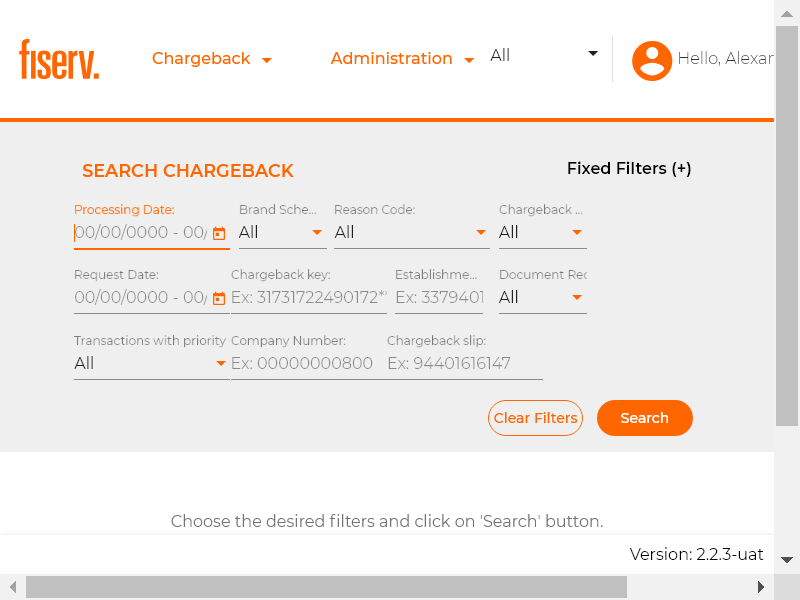 fiserv.
Chargeback
Administration
All
Hello, Alexar
SEARCH CHARGEBACK
Fixed Filters (+)
Processing Date:
Brand Sche...
Reason Code:
Chargeback ...
00/00/0000 - 00/
All
All
All
Request Date:
Chargeback key:
Establishme...
Document Rec
00/00/0000 - 00/
Ex: 31731722490172*
Ex: 3379401
All
Transactions with priority
Company Number:
Chargeback slip:
All
Ex: 00000000800
Ex: 94401616147
Clear Filters
Search
Choose the desired filters and click on 'Search' button.
Version: 2.2.3-uat